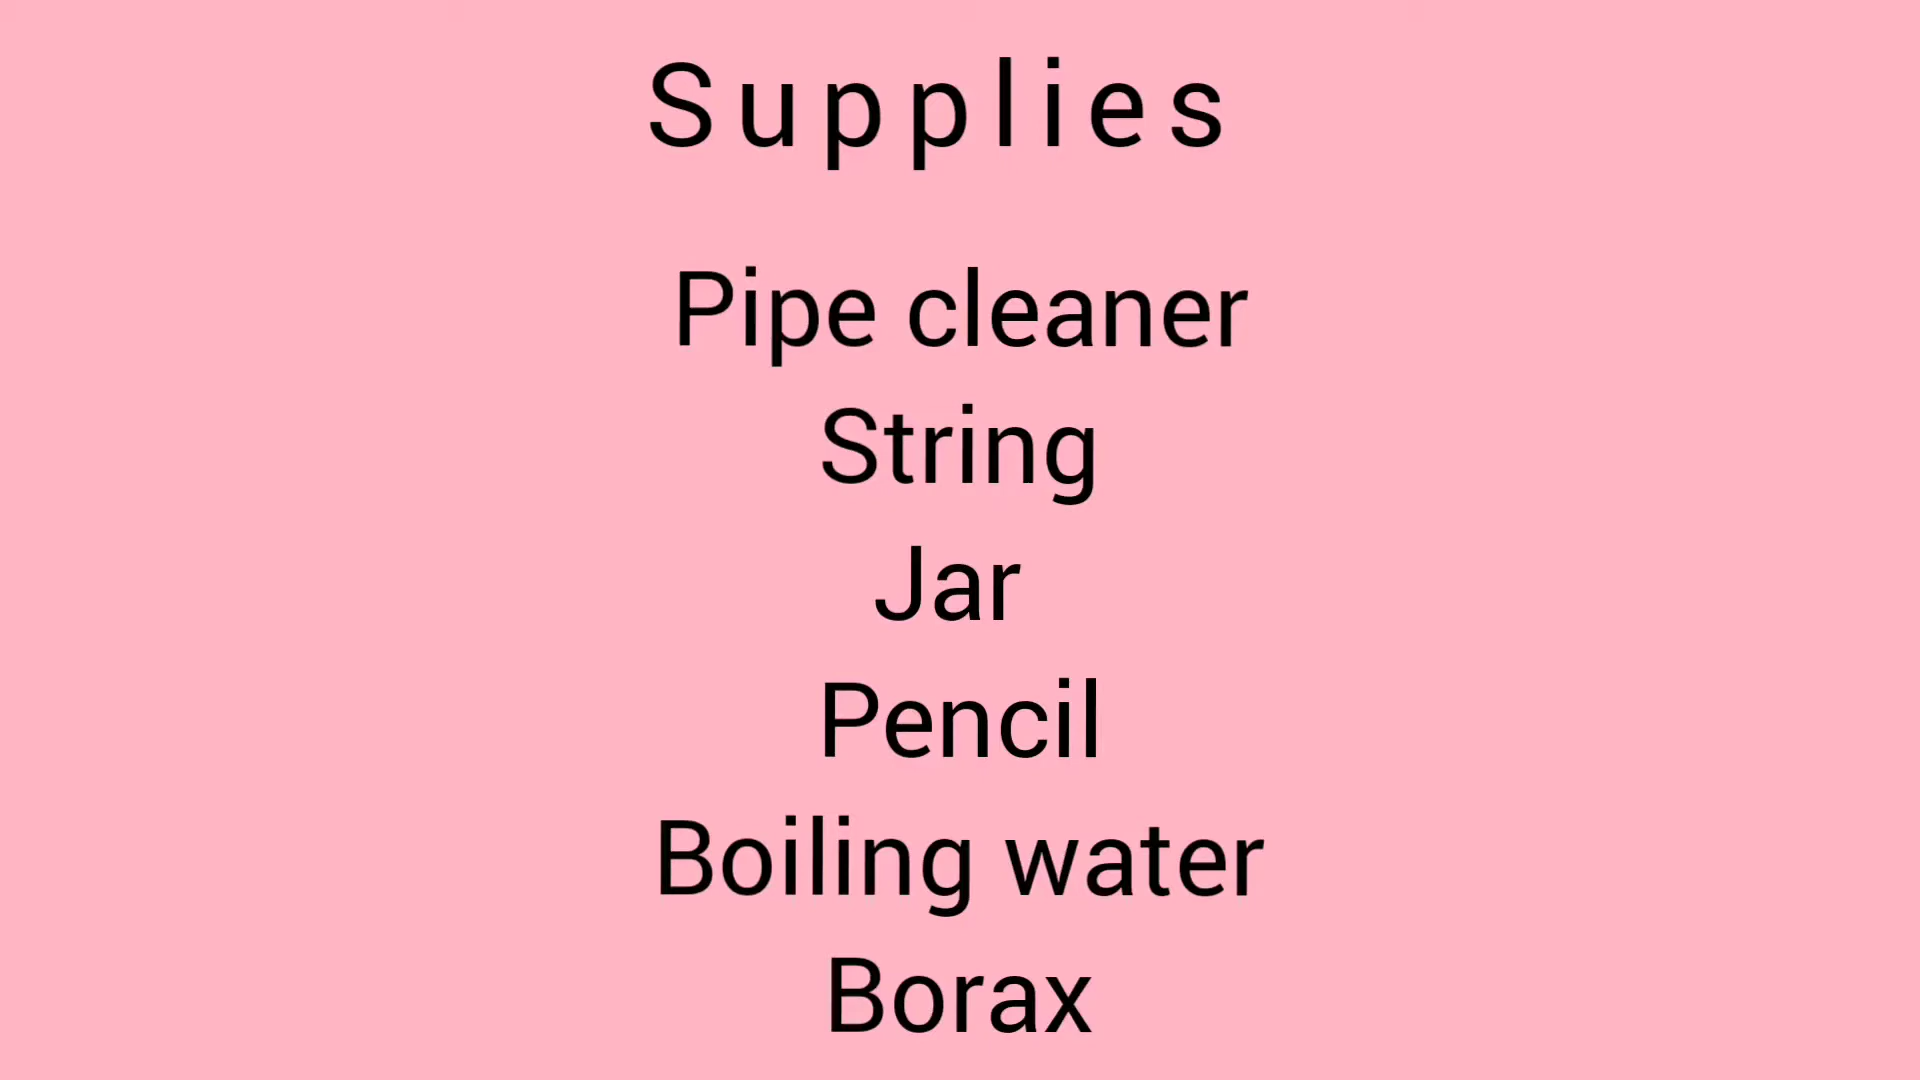 Supplies
Pipe cleaner
String
Jar
Pencil
Boiling water
Borax